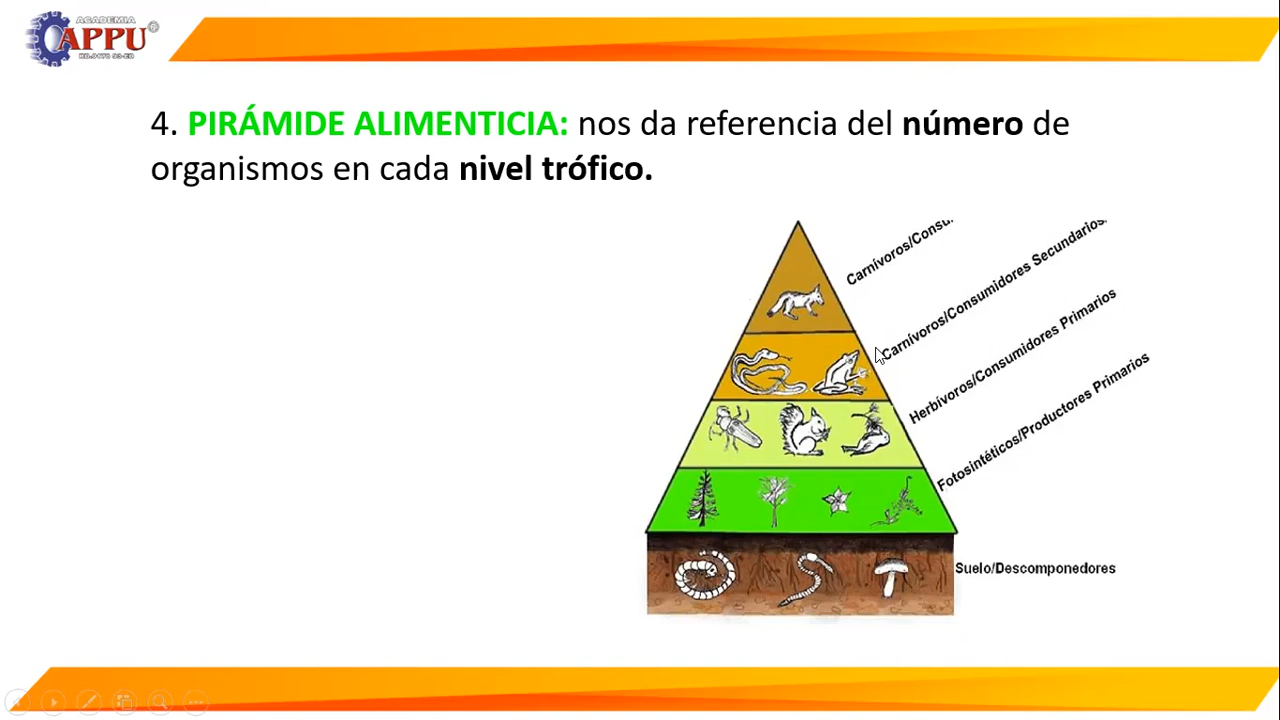 ACADEMIA
APPU
4. PIRÁMIDE ALIMENTICIA: nos da referencia del número de
organismos en cada nivel trófico.
Carnívoros/Consu
Carnívoros/Consumidores Secundarios
Herbívoros/Consumidores Primarios
Fotosintéticos/Productores Primarios
Suelo/Descomponedores